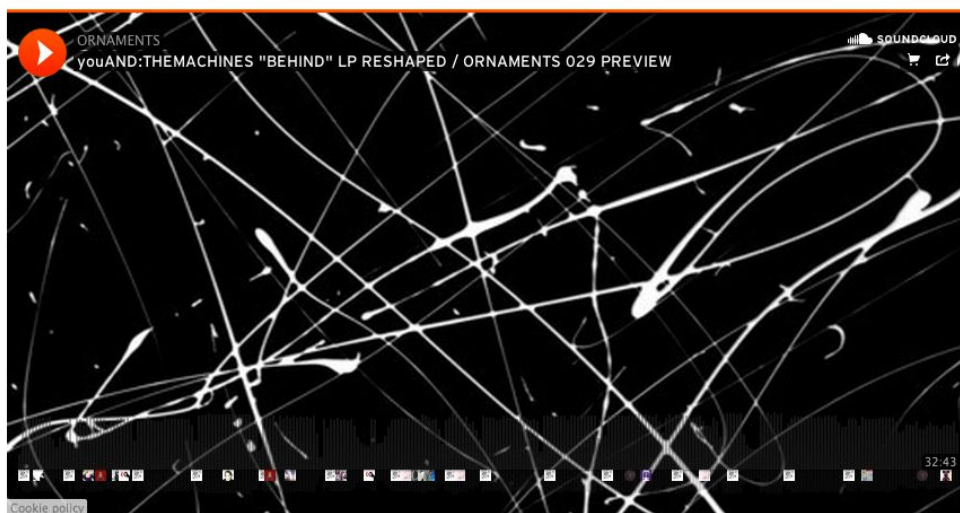 ORNAMENTS
SOUNDCLOUD
youAND:THEMACHINES "BEHIND" LP RESHAPED / ORNAMENTS 029 PREVIEW
32:43
Cookie policy